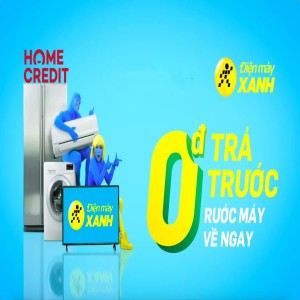 HOME
CREDIT
Điện máy
XANH
0đ
TRẢ
TRƯỚC
RƯỚC MÁY
VỀ NGAY
Điện máy
XANH